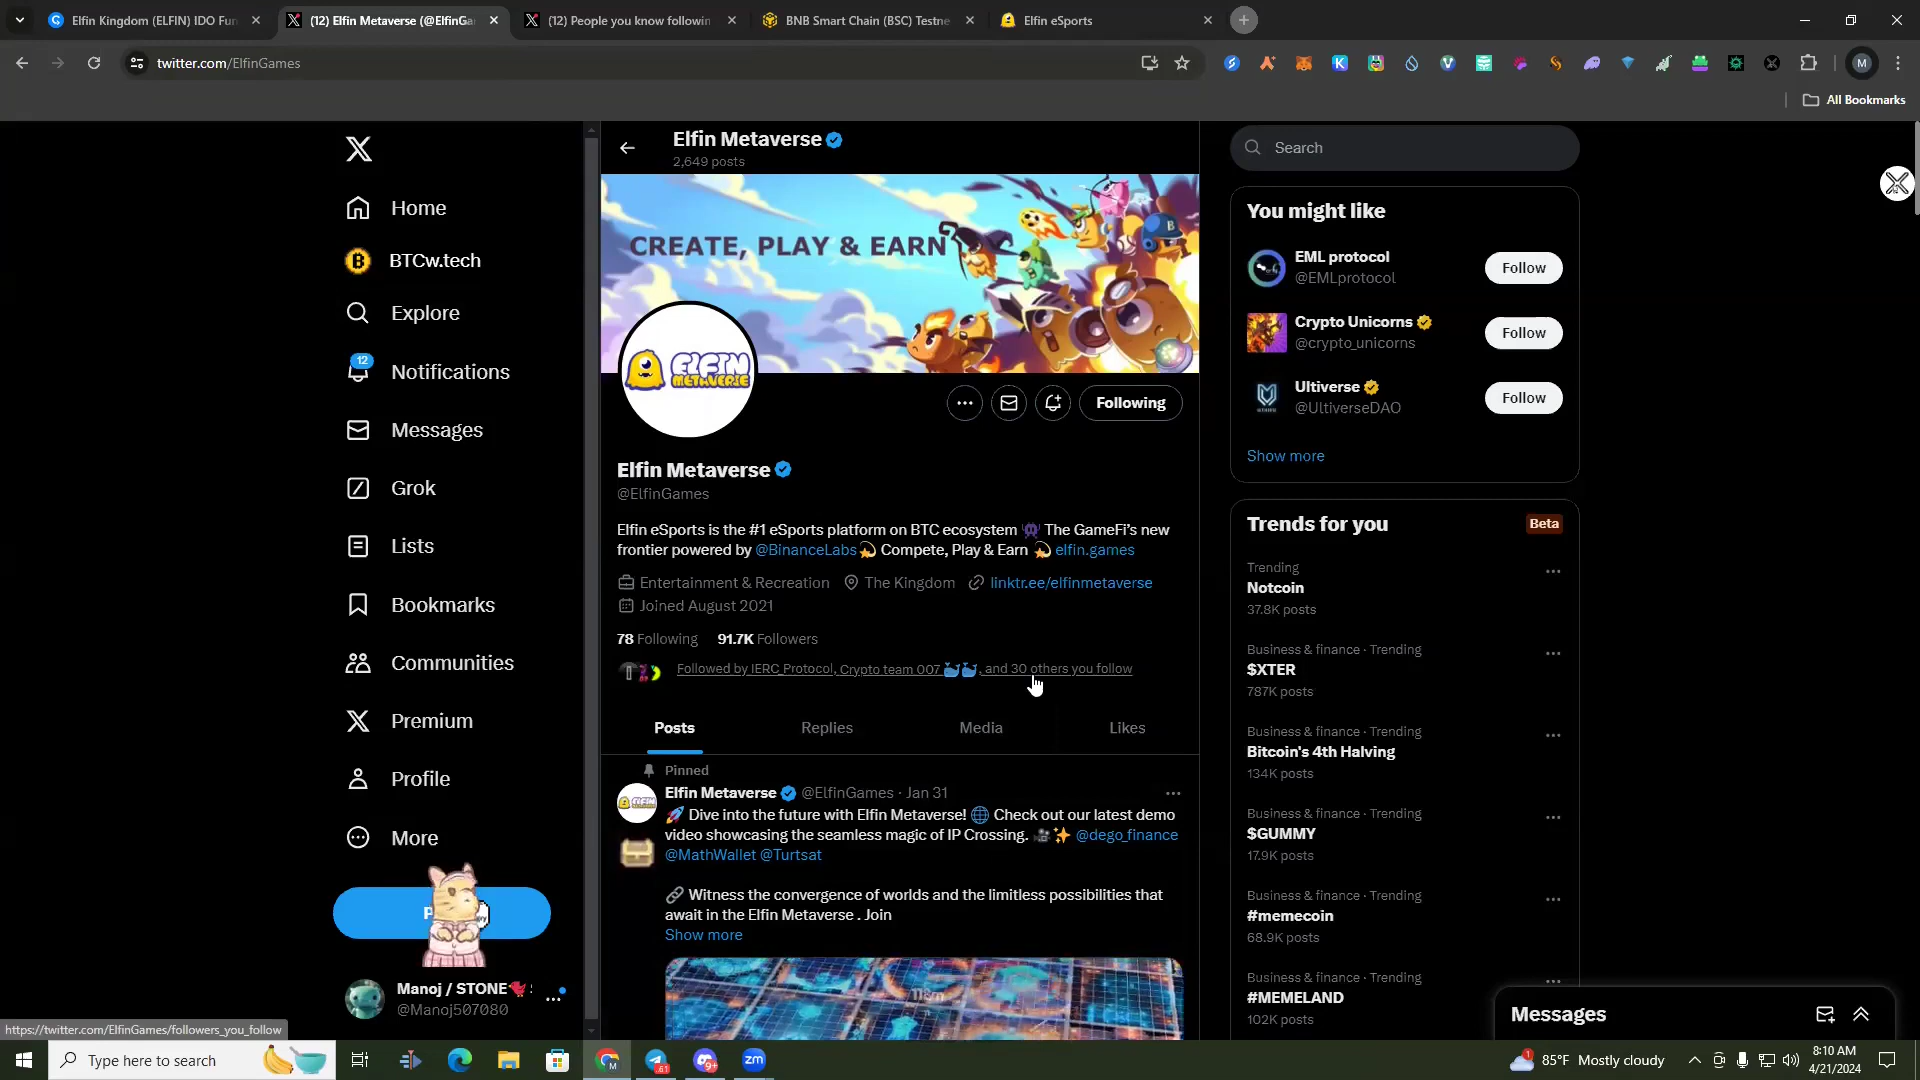 Elfin Kingdom (ELFIN) IDO Fun
(12) Elfin Metaverse (@ElfinGa
(12) People you know followin
BNB Smart Chain (BSC) Testne
Elfin eSports
twitter.com/ElfinGames
All Bookmarks
Elfin Metaverse
2,649 posts
Search
Home
BTCw.tech
Explore
12
Notifications
Messages
Grok
Lists
Bookmarks
Communities
Premium
Profile
More
P
Manoj / STONE
@Manoj507080
CREATE, PLAY & EARN
ELFIN
METAVERSE
Following
Elfin Metaverse
@ElfinGames
Elfin eSports is the #1 eSports platform on BTC ecosystem 👾 The GameFi’s new
frontier powered by @BinanceLabs💫 Compete, Play & Earn 💫 elfin.games
Entertainment & Recreation The Kingdom linktr.ee/elfinmetaverse
Joined August 2021
78 Following 91.7K Followers
Followed by IERC_Protocol, Crypto team 007 🐳🐳, and 30 others you follow
Posts Replies Media Likes
Pinned
Elfin Metaverse @ElfinGames · Jan 31
🚀 Dive into the future with Elfin Metaverse! 🌐 Check out our latest demo
video showcasing the seamless magic of IP Crossing. 🎥✨ @dego_finance
@MathWallet @Turtsat
🔗 Witness the convergence of worlds and the limitless possibilities that
await in the Elfin Metaverse . Join
Show more
You might like
EML protocol
@EMLprotocol
Follow
Crypto Unicorns
@crypto_unicorns
Follow
Ultiverse
@UltiverseDAO
Follow
Show more
Trends for you
Beta
Trending
Notcoin
37.8K posts
Business & finance · Trending
$XTER
787K posts
Business & finance · Trending
Bitcoin's 4th Halving
134K posts
Business & finance · Trending
$GUMMY
17.9K posts
Business & finance · Trending
#memecoin
68.9K posts
Business & finance · Trending
#MEMELAND
102K posts
Messages
https://twitter.com/ElfinGames/followers_you_follow
Type here to search
zm
85°F Mostly cloudy
8:10 AM
4/21/2024